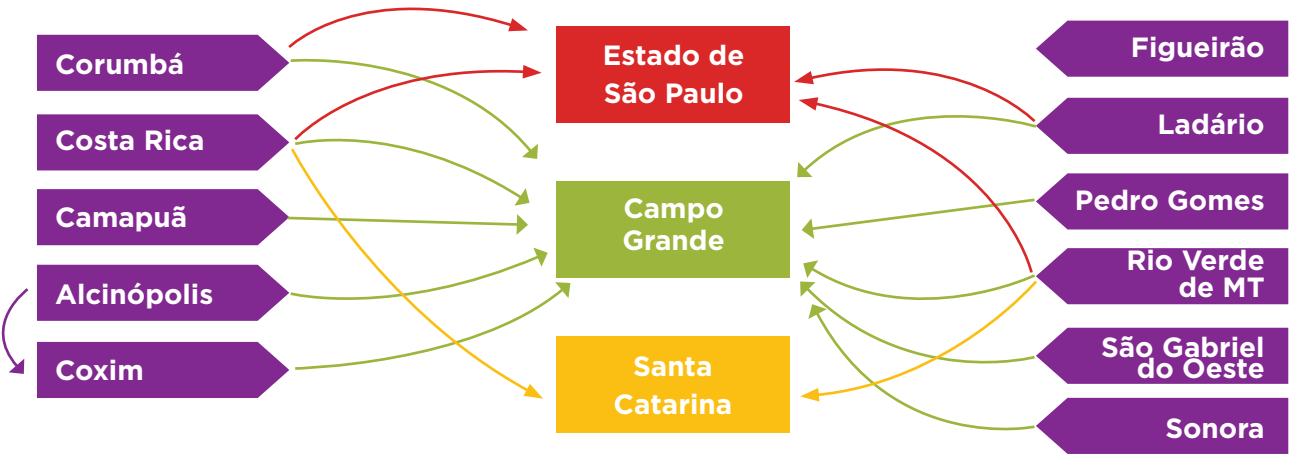 Corumbá
Costa Rica
Camapuã
Alcinópolis
Coxim
Estado de
São Paulo
Campo
Grande
Santa
Catarina
Figueirão
Ladário
Pedro Gomes
Rio Verde
de MT
São Gabriel
do Oeste
Sonora